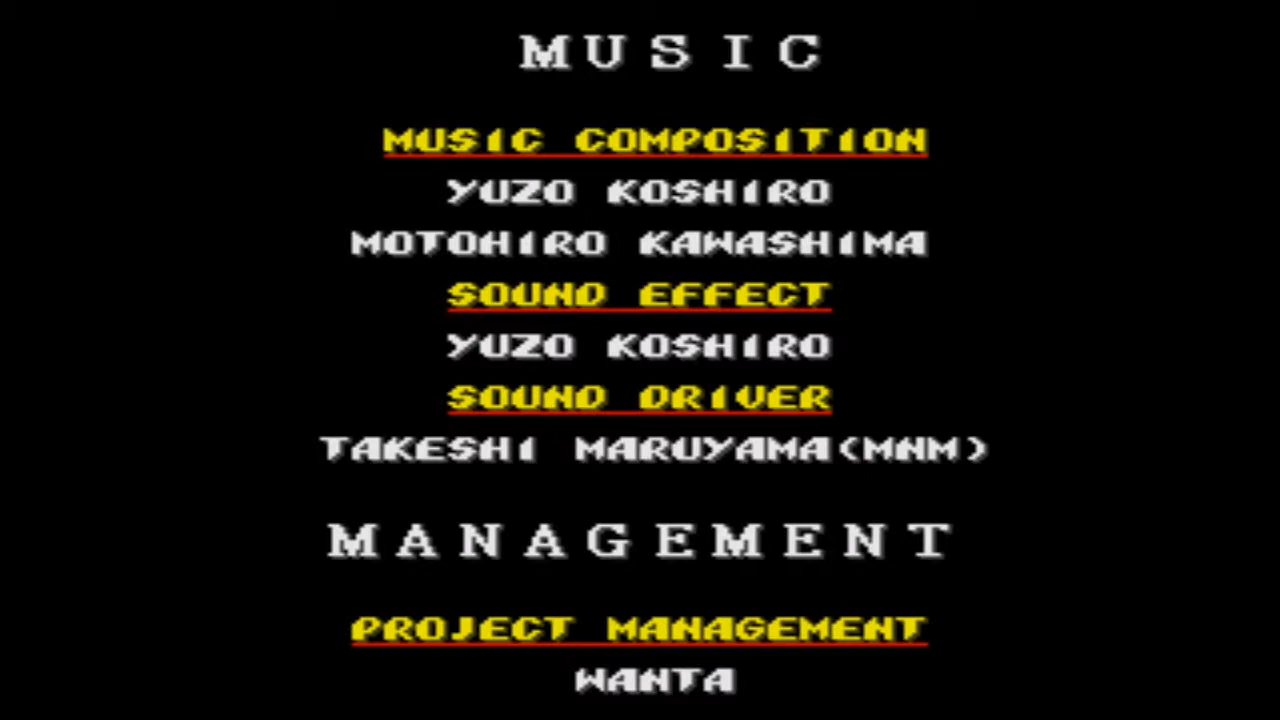 MUSIC
MUSIC COMPOSITION
YUZO KOSHIRO
MOTOHIRO KAWASHIMA
SOUND EFFECT
YUZO KOSHIRO
SOUND DRIVER
TAKESHI MARUYAMA(MNM)
MANAGEMENT
PROJECT MANAGEMENT
WANTA